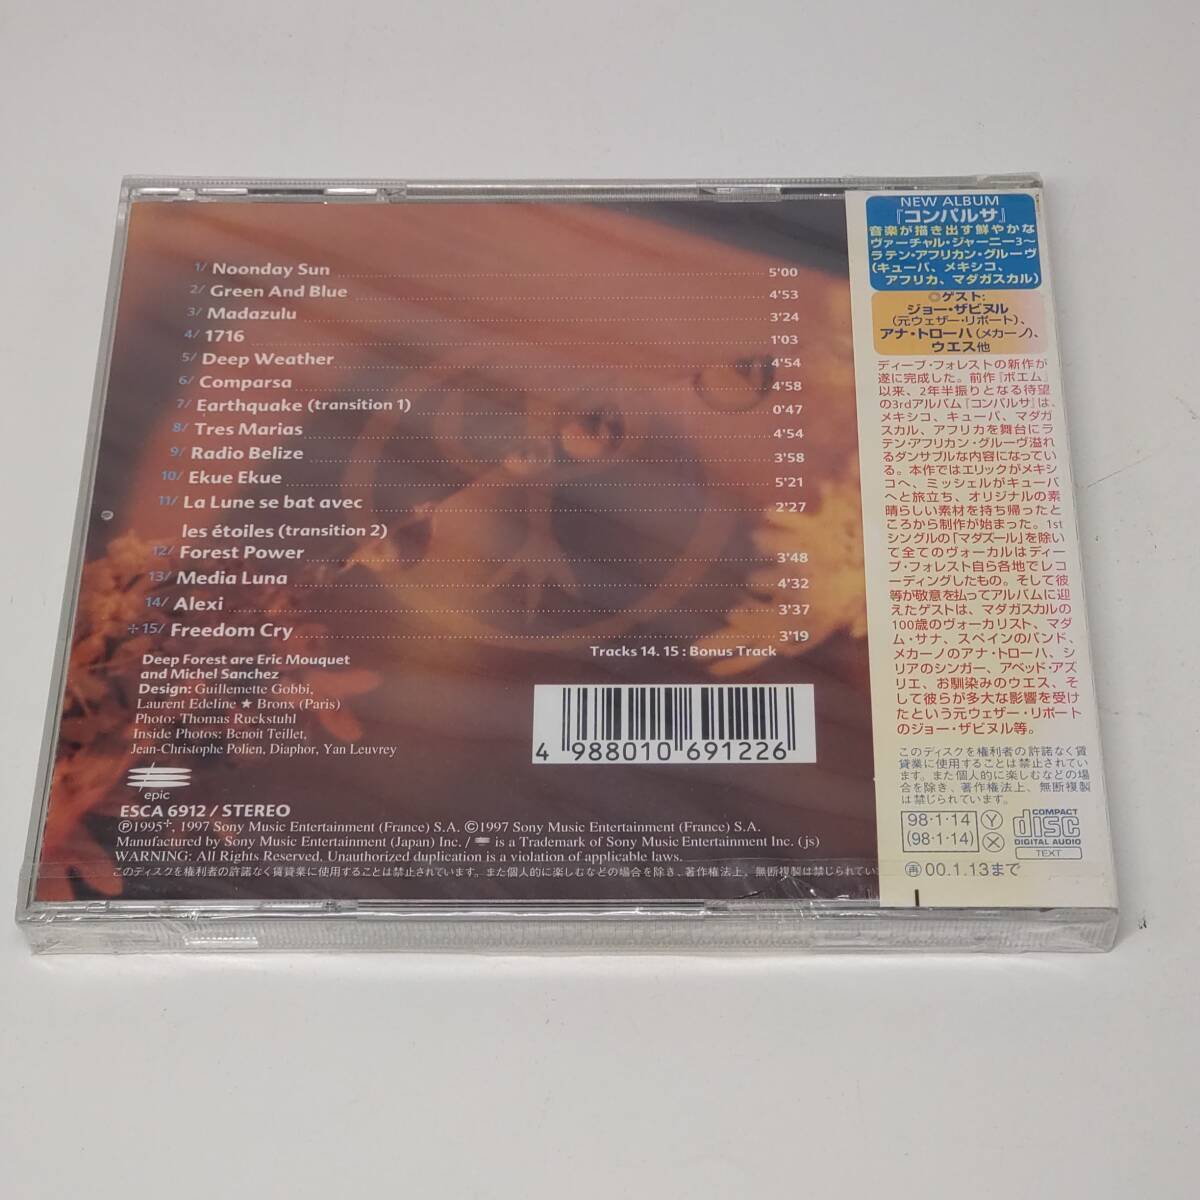 1/ Noonday Sun 5'00
2/ Green And Blue 4'53
3/ Madazulu 3'24
4/ 1716 1'03
5/ Deep Weather 4'54
6/ Comparsa 4'58
7/ Earthquake (transition 1) 0'47
8/ Tres Marias 4'54
9/ Radio Belize 3'58
10/ Ekue Ekue 5'21
11/ La Lune se bat avec 2'27
les étoiles (transition 2)
12/ Forest Power 3'48
13/ Media Luna 4'32
14/ Alexi 3'37
+15/ Freedom Cry 3'19
Tracks 14. 15 : Bonus Track
Deep Forest are Eric Mouquet
and Michel Sanchez
Design: Guillemette Gobbi,
Laurent Edeline ★ Bronx (Paris)
Photo: Thomas Ruckstuhl
Inside Photos: Benoit Teillet,
Jean-Christophe Polien, Diaphor, Yan Leuvrey
4 988010 691226
epic
ESCA 6912 / STEREO
Ⓟ1995+, 1997 Sony Music Entertainment (France) S.A. ©1997 Sony Music Entertainment (France) S.A.
Manufactured by Sony Music Entertainment (Japan) Inc. / is a Trademark of Sony Music Entertainment Inc. (js)
WARNING: All Rights Reserved. Unauthorized duplication is a violation of applicable laws.
このディスクを権利者の許諾なく賃貸業に使用することは禁止されています。また個人的に楽しむなどの場合を除き、著作権法上、無断複製は禁じられてい
NEW ALBUM
『コンパルサ』
音楽が描き出す鮮やかな
ヴァーチャル・ジャーニー3〜
ラテン・アフリカン・グルーヴ
(キューバ、メキシコ、
アフリカ、マダガスカル)
◎ゲスト:
ジョー・ザビヌル
(元ウェザー・リポート)、
アナ・トローハ(メカーノ)、
ウエス他
ディープ・フォレストの新作が
遂に完成した。前作『ボエム』
以来、2年半振りとなる待望
の3rdアルバム『コンパルサ』は、
メキシコ、キューバ、マダガ
スカル、アフリカを舞台にラ
テン・アフリカン・グルーヴ溢れ
るダンサブルな内容になってい
る。本作ではエリックがメキシ
コへ、ミッシェルがキューバ
へと旅立ち、オリジナルの素
晴らしい素材を持ち帰ったと
ころから制作が始まった。1st
シングルの「マダズール」を除い
て全てのヴォーカルはディー
プ・フォレスト自ら各地でレコ
ーディングしたもの。そして彼
等が敬意を払ってアルバムに迎
えたゲストは、マダガスカルの
100歳のヴォーカリスト、マダ
ム・サナ、スペインのバンド、
メカーノのアナ・トローハ、シ
リアのシンガー、アベッド・アズ
リエ、お馴染みのウエス、そ
して彼らが多大な影響を受け
たという元ウェザー・リポート
のジョー・ザビヌル等。
このディスクを権利者の許諾なく賃
貸業に使用することは禁止されてい
ます。また個人的に楽しむなどの場
合を除き、著作権法上、無断複製
は禁じられています。
98・1・14 Ⓨ
(98・1・14) Ⓧ
COMPACT
disc
DIGITAL AUDIO
TEXT
再00.1.13まで